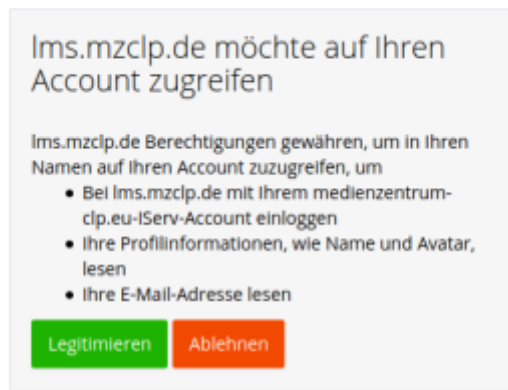 lms.mzclp.de möchte auf Ihren
Account zugreifen
lms.mzclp.de Berechtigungen gewähren, um in Ihren
Namen auf Ihren Account zuzugreifen, um
• Bei lms.mzclp.de mit Ihrem medienzentrum-
clp.eu-IServ-Account einloggen
• Ihre Profilinformationen, wie Name und Avatar,
lesen
• Ihre E-Mail-Adresse lesen
Legitimieren Ablehnen